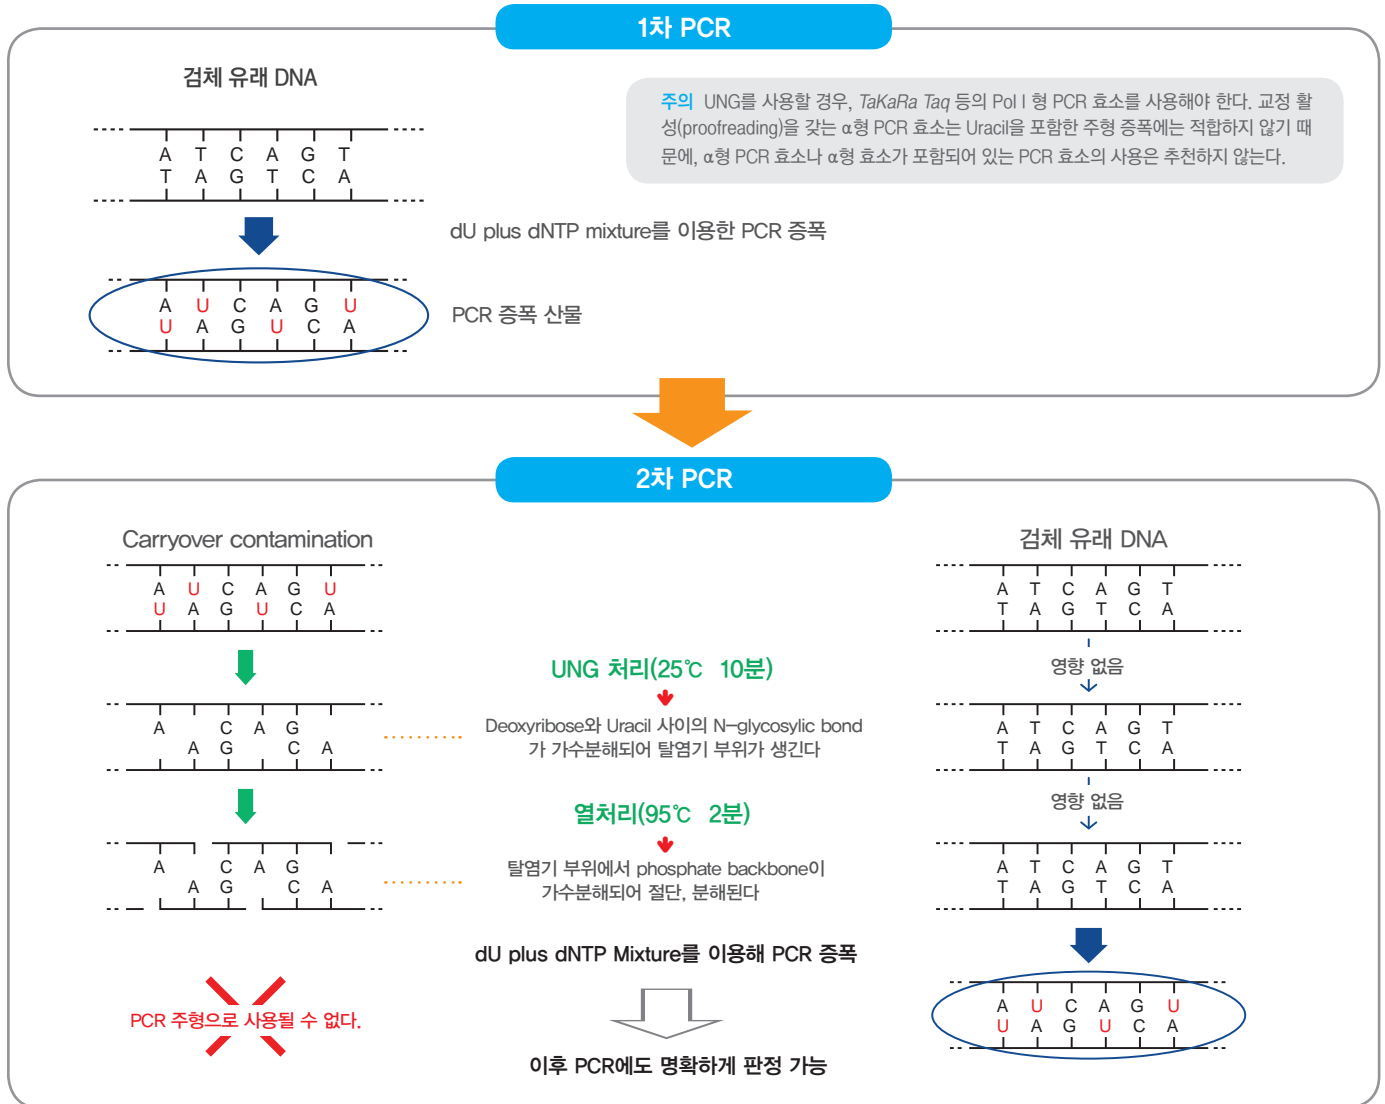 1차 PCR
검체 유래 DNA
주의 UNG를 사용할 경우, TaKaRa Taq 등의 Pol I 형 PCR 효소를 사용해야 한다. 교정 활
성(proofreading)을 갖는 α형 PCR 효소는 Uracil을 포함한 주형 증폭에는 적합하지 않기 때
문에, α형 PCR 효소나 α형 효소가 포함되어 있는 PCR 효소의 사용은 추천하지 않는다.
A T C A G T
T A G T C A
dU plus dNTP mixture를 이용한 PCR 증폭
A U C A G U
U A G U C A
PCR 증폭 산물
2차 PCR
Carryover contamination
A U C A G U
U A G U C A
A C A G
A G C A
A C A G
A G C A
PCR 주형으로 사용될 수 없다.
UNG 처리(25℃ 10분)
Deoxyribose와 Uracil 사이의 N-glycosylic bond
가 가수분해되어 탈염기 부위가 생긴다
열처리(95℃ 2분)
탈염기 부위에서 phosphate backbone이
가수분해되어 절단, 분해된다
dU plus dNTP Mixture를 이용해 PCR 증폭
이후 PCR에도 명확하게 판정 가능
검체 유래 DNA
A T C A G T
T A G T C A
영향 없음
A T C A G T
T A G T C A
영향 없음
A T C A G T
T A G T C A
A U C A G U
U A G U C A